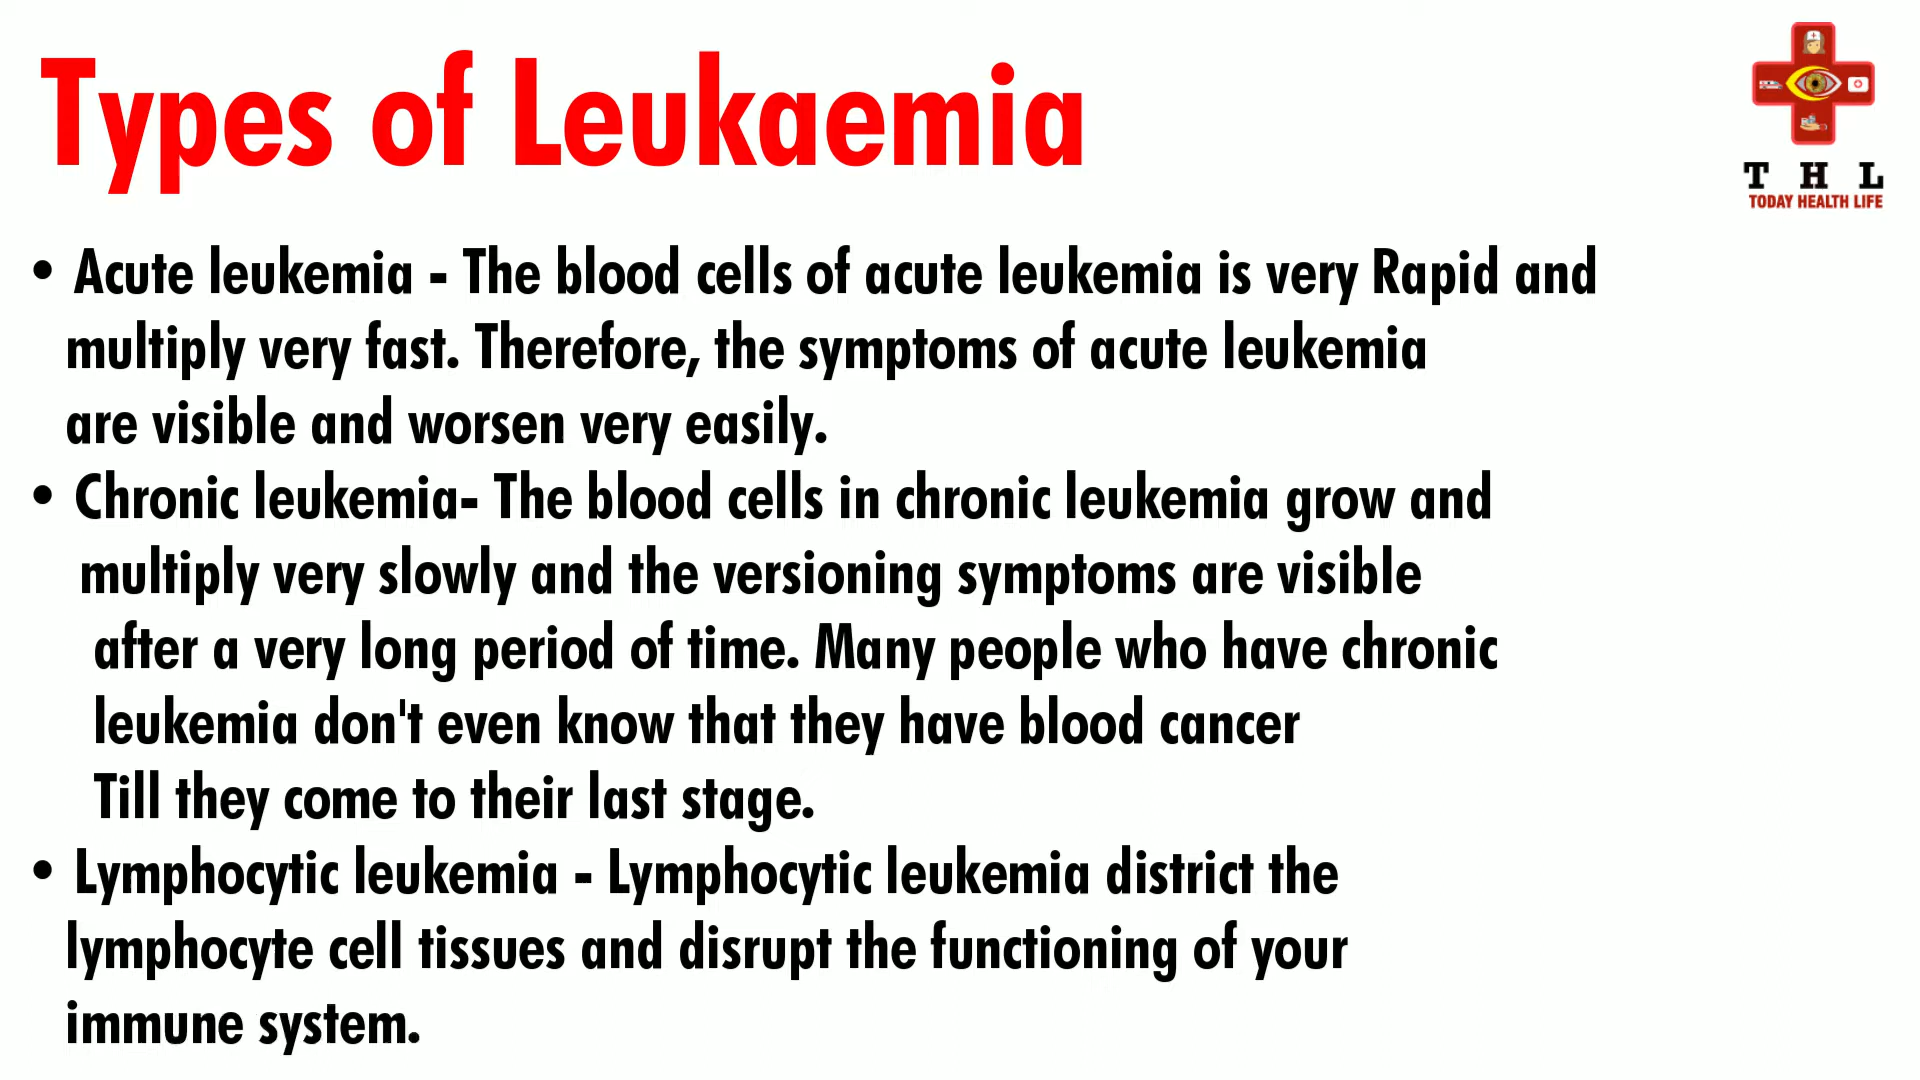 Types of Leukaemia
T H L
TODAY HEALTH LIFE
• Acute leukemia - The blood cells of acute leukemia is very Rapid and
multiply very fast. Therefore, the symptoms of acute leukemia
are visible and worsen very easily.
• Chronic leukemia- The blood cells in chronic leukemia grow and
multiply very slowly and the versioning symptoms are visible
after a very long period of time. Many people who have chronic
leukemia don't even know that they have blood cancer
Till they come to their last stage.
• Lymphocytic leukemia - Lymphocytic leukemia district the
lymphocyte cell tissues and disrupt the functioning of your
immune system.